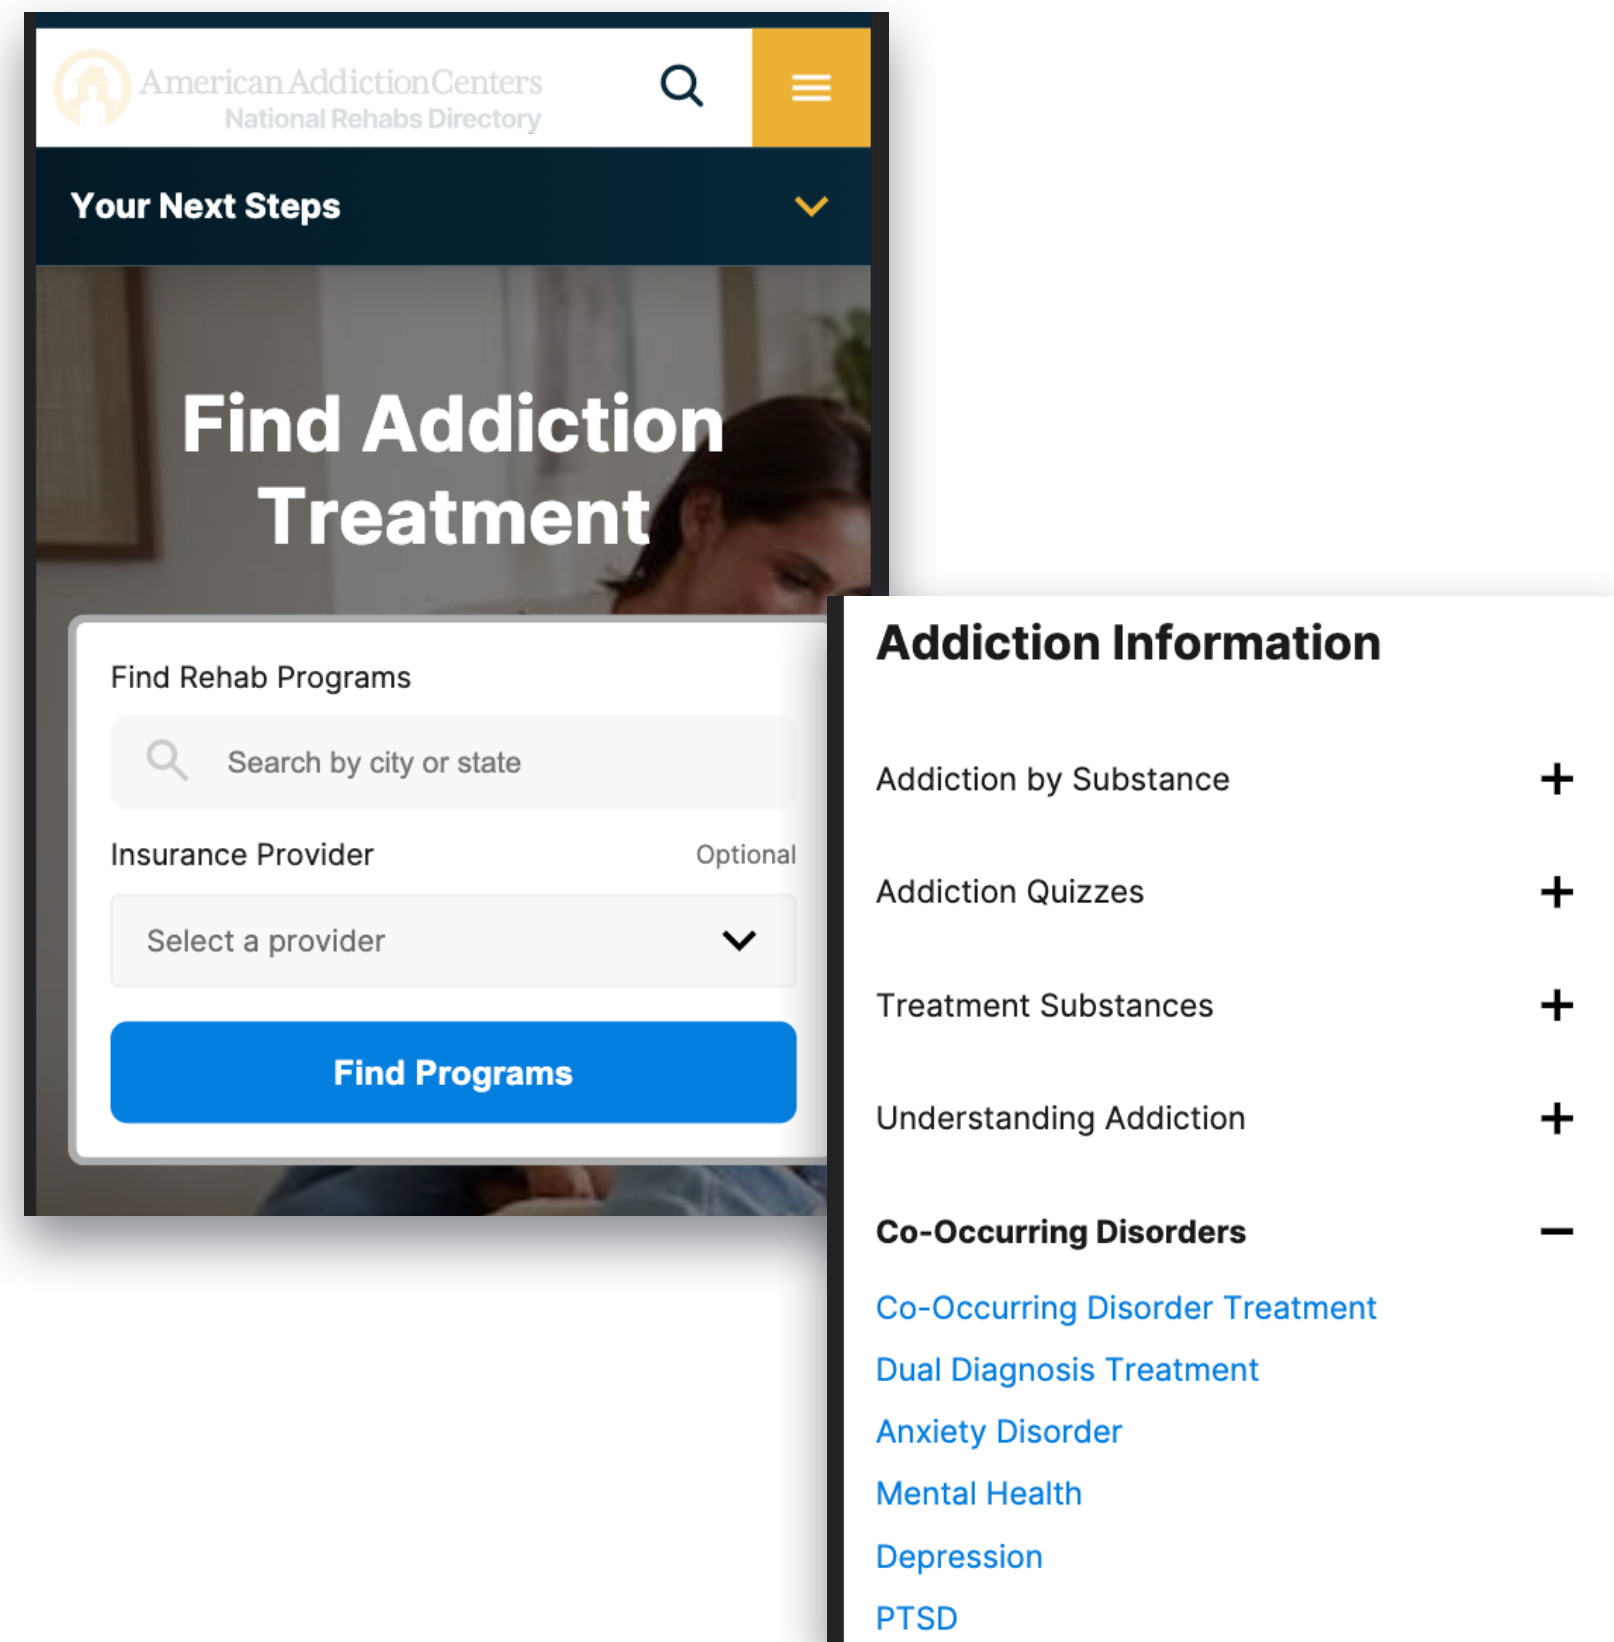 American Addiction Centers
National Rehabs Directory
Your Next Steps
Find Addiction
Treatment
Find Rehab Programs
Search by city or state
Insurance Provider
Optional
Select a provider
Find Programs
Addiction Information
Addiction by Substance
Addiction Quizzes
Treatment Substances
Understanding Addiction
Co-Occurring Disorders
Co-Occurring Disorder Treatment
Dual Diagnosis Treatment
Anxiety Disorder
Mental Health
Depression
PTSD